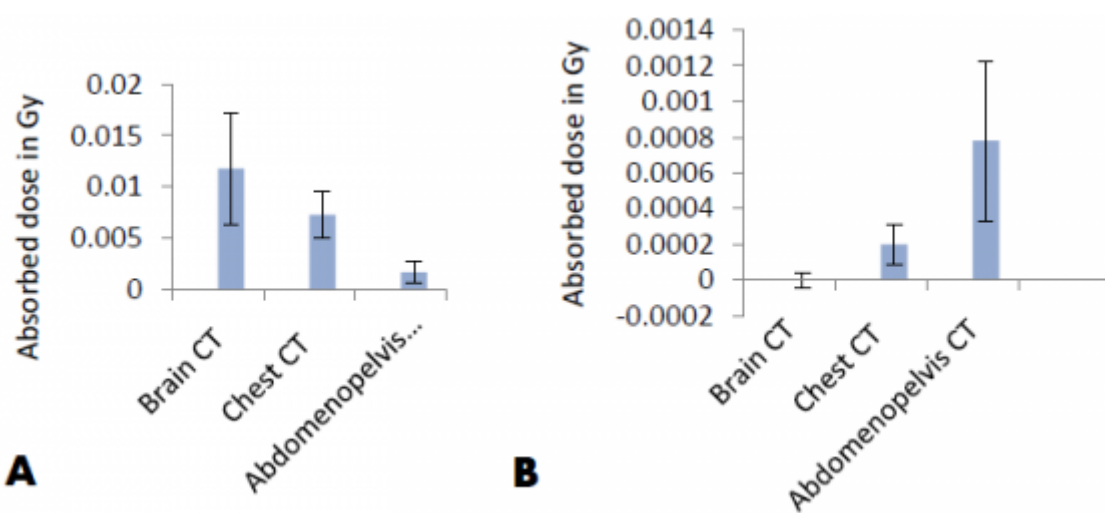 Absorbed dose in Gy
0.02
0.015
0.01
0.005
0
Brain CT
Chest CT
Abdomenopelvis...
A
Absorbed dose in Gy
0.0014
0.0012
0.001
0.0008
0.0006
0.0004
0.0002
0
-0.0002
Brain CT
Chest CT
Abdomenopelvis CT
B